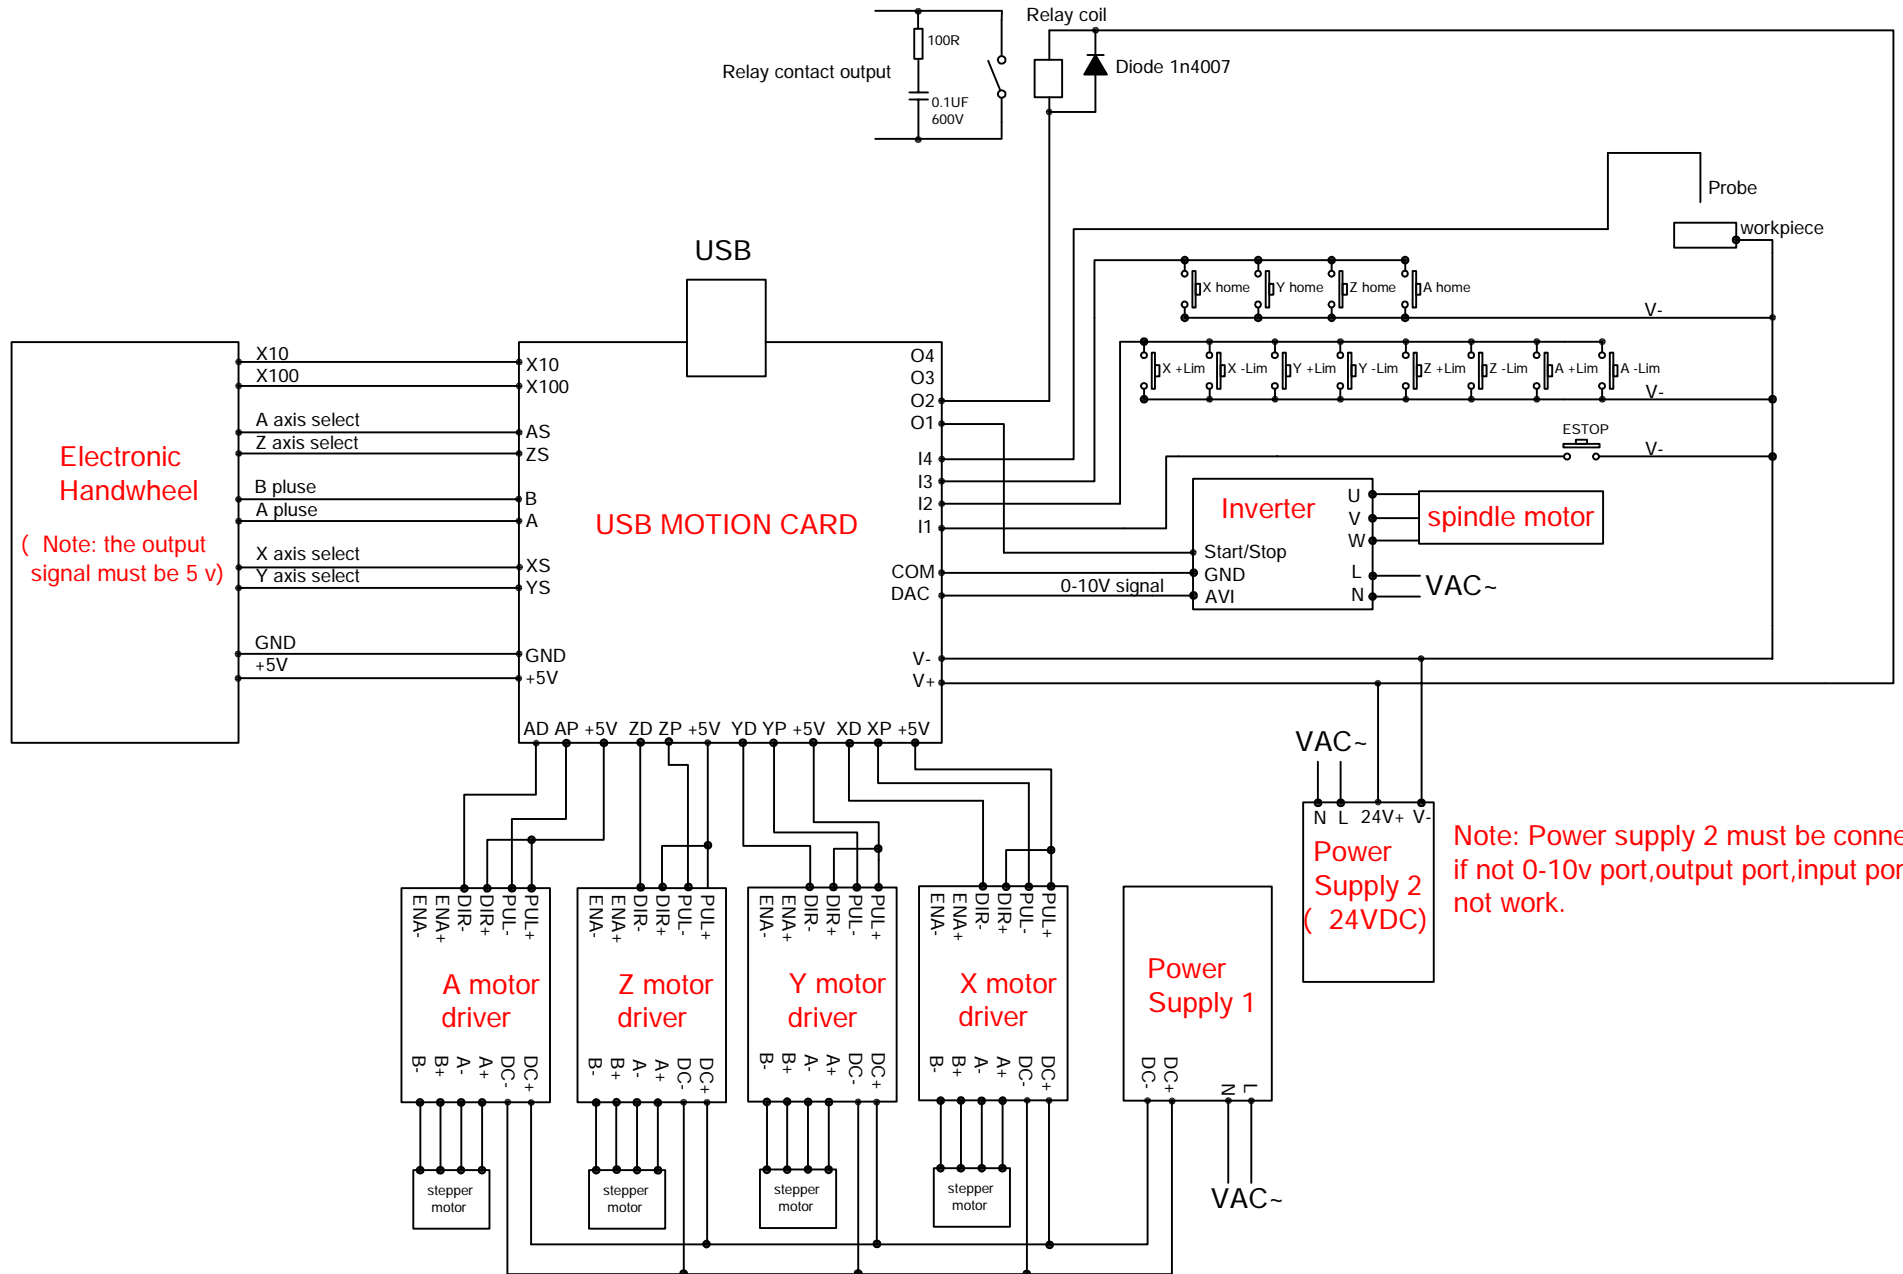 Relay coil
100R
Diode 1n4007
Relay contact output
0.1UF
600V
Probe
workpiece
USB
X home
Y home
Z home
A home
V-
X +Lim
X -Lim
Y +Lim
Y -Lim
Z +Lim
Z -Lim
A +Lim
A -Lim
V-
ESTOP
V-
Electronic
Handwheel
( Note: the output
signal must be 5 v)
X10
X100
A axis select
Z axis select
B pluse
A pluse
X axis select
Y axis select
GND
+5V
X10
X100
AS
ZS
B
A
XS
YS
GND
+5V
USB MOTION CARD
O4
O3
O2
O1
I4
I3
I2
I1
COM
DAC
V-
V+
0-10V signal
Inverter
Start/Stop
GND
AVI
U
V
W
L
N
spindle motor
VAC~
AD AP +5V ZD ZP +5V YD YP +5V XD XP +5V
VAC~
N L 24V+ V-
Power
Supply 2
( 24VDC)
Note: Power supply 2 must be conne
if not 0-10v port,output port,input por
not work.
ENA- ENA+ DIR- DIR+ PUL- PUL+
A motor
driver
B- B+ A- A+ DC- DC+
stepper
motor
ENA- ENA+ DIR- DIR+ PUL- PUL+
Z motor
driver
B- B+ A- A+ DC- DC+
stepper
motor
ENA- ENA+ DIR- DIR+ PUL- PUL+
Y motor
driver
B- B+ A- A+ DC- DC+
stepper
motor
ENA- ENA+ DIR- DIR+ PUL- PUL+
X motor
driver
B- B+ A- A+ DC- DC+
stepper
motor
Power
Supply 1
DC- DC+ N L
VAC~